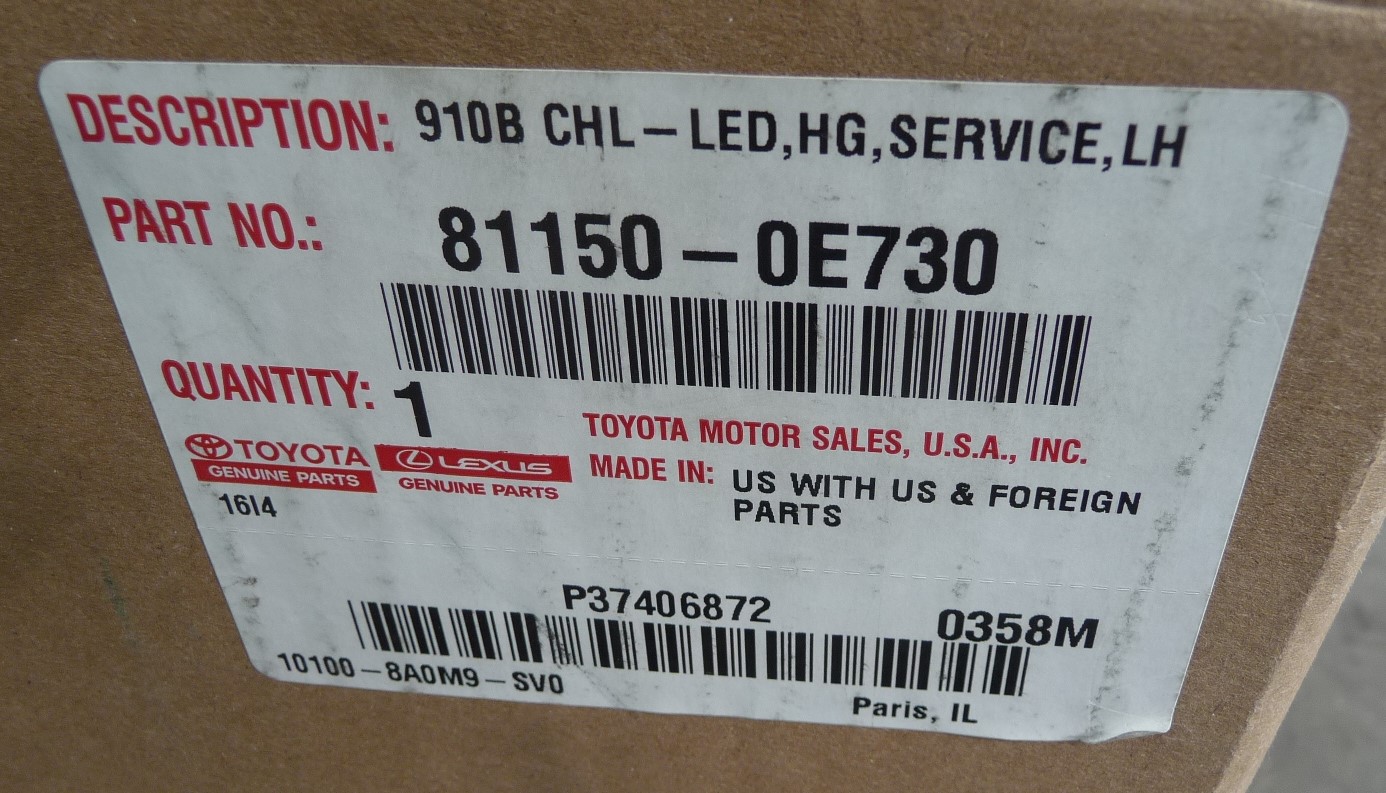 DESCRIPTION: 910B CHL-LED,HG,SERVICE,LH
PART NO.: 81150-0E730
QUANTITY: 1
TOYOTA
GENUINE PARTS
LEXUS
GENUINE PARTS
TOYOTA MOTOR SALES, U.S.A., INC.
MADE IN: US WITH US & FOREIGN
PARTS
16I4
P37406872
0358M
10100-8A0M9-SV0
Paris, IL